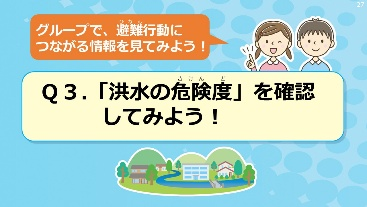 27
グループで、避難行動に
つながる情報を見てみよう！
Ｑ３.「洪水の危険度」を確認
してみよう！